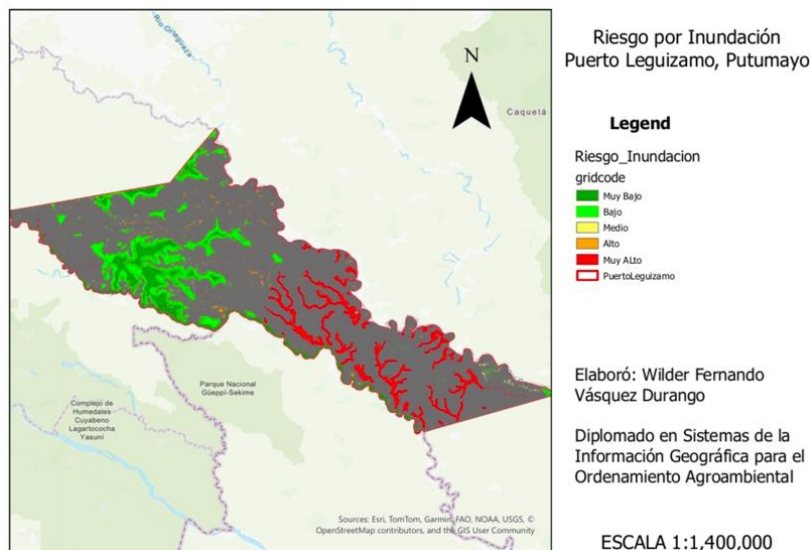 Riesgo por Inundación
Puerto Leguizamo, Putumayo
Legend
Riesgo_Inundacion
gridcode
Muy Bajo
Bajo
Medio
Alto
Muy ALto
PuertoLeguizamo
Elaboró: Wilder Fernando
Vásquez Durango
Diplomado en Sistemas de la
Información Geográfica para el
Ordenamiento Agroambiental
ESCALA 1:1,400,000
Río Orteguaza
N
Caquetá
Parque Nacional
Güeppi-Sekime
Complejo de
Humedales
Cuyabeno
Lagartococha
Yasuní
Sources: Esri, TomTom, Garmin, FAO, NOAA, USGS, ©
OpenStreetMap contributors, and the GIS User Community